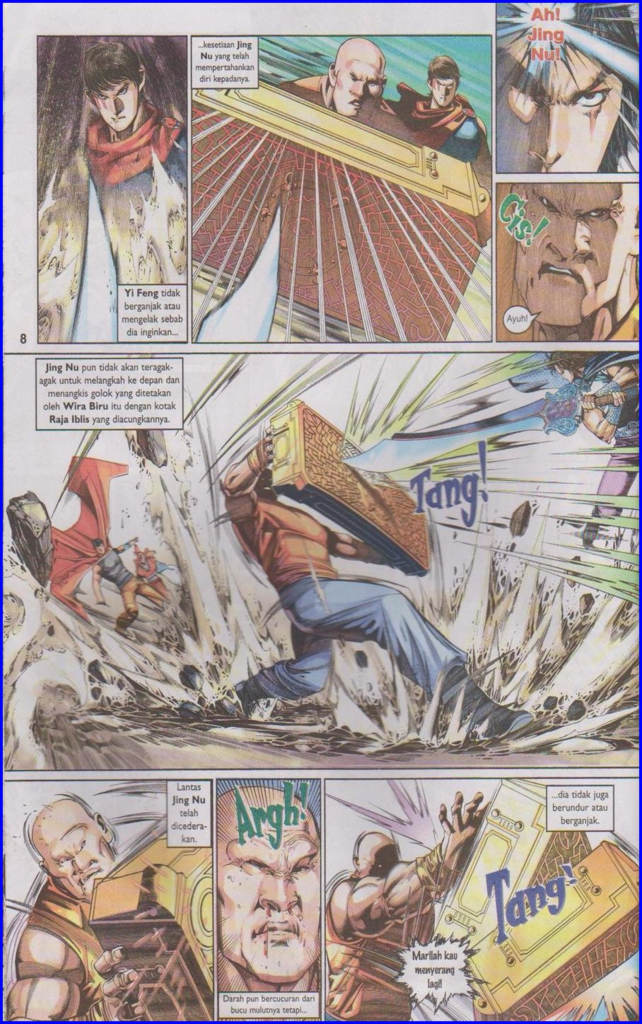 Yi Feng tidak
berganjak atau
mengelak sebab
dia inginkan...
...kesetiaan Jing
Nu yang telah
mempertahankan
diri kepadanya.
Ah!
Jing
Nu!
Cis!
Ayuh!
8
Jing Nu pun tidak akan teragak-
agak untuk melangkah ke depan dan
menangkis golok yang ditetakan
oleh Wira Biru itu dengan kotak
Raja Iblis yang diacungkannya.
Tang!
Lantas
Jing Nu
telah
dicedera-
kan.
Argh!
Darah pun bercucuran dari
bucu mulutnya tetapi...
...dia tidak juga
berundur atau
berganjak.
Tang!
Marilah kau
menyerang
lagi!